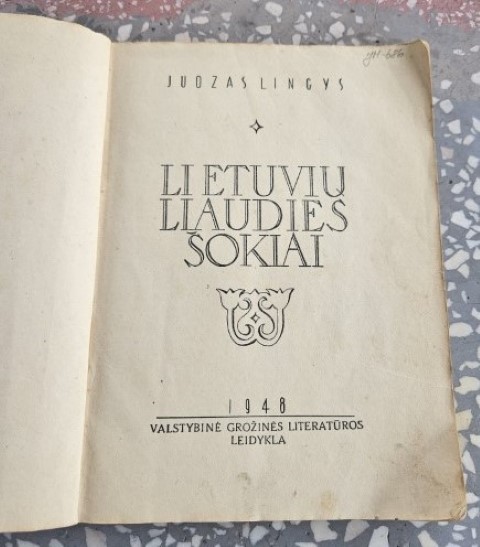 JUOZAS LINGYS
LIETUVIŲ
LIAUDIES
ŠOKIAI
1948
VALSTYBINĖ GROŽINĖS LITERATŪROS
LEIDYKLA